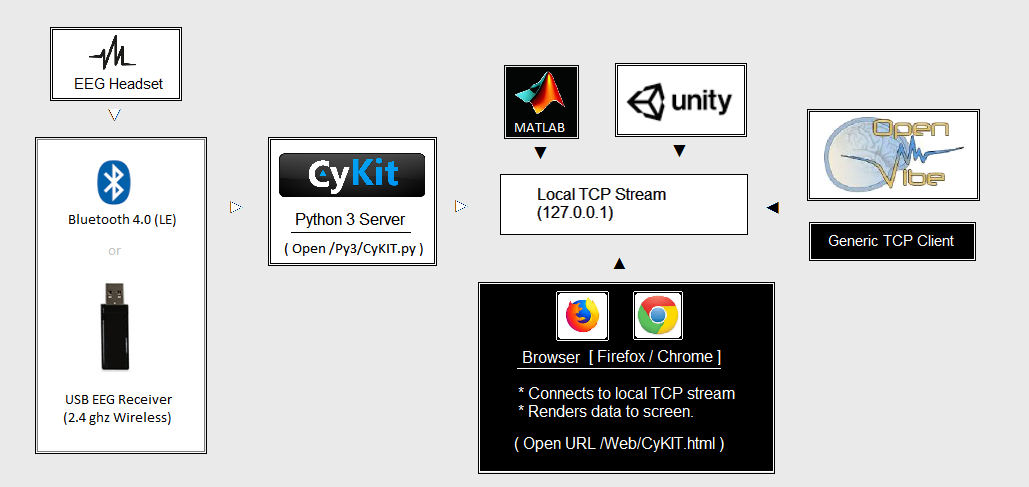 EEG Headset
Bluetooth 4.0 (LE)
or
USB EEG Receiver
(2.4 ghz Wireless)
CyKit
Python 3 Server
( Open /Py3/CyKIT.py )
MATLAB
unity
Local TCP Stream
(127.0.0.1)
Open
Vibe
Generic TCP Client
Browser [ Firefox / Chrome ]
* Connects to local TCP stream
* Renders data to screen.
( Open URL /Web/CyKIT.html )